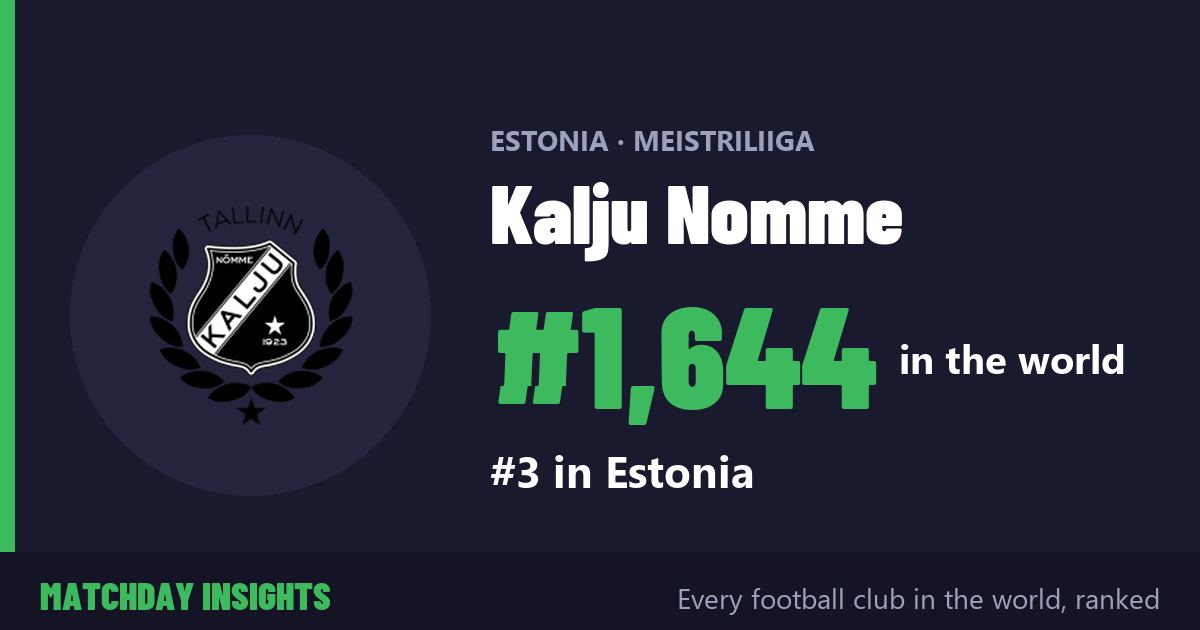 ESTONIA · MEISTRILIIGA
Kalju Nomme
#1,644 in the world
#3 in Estonia
TALLINN
NÕMME
KALJU
1923
MATCHDAY INSIGHTS
Every football club in the world, ranked